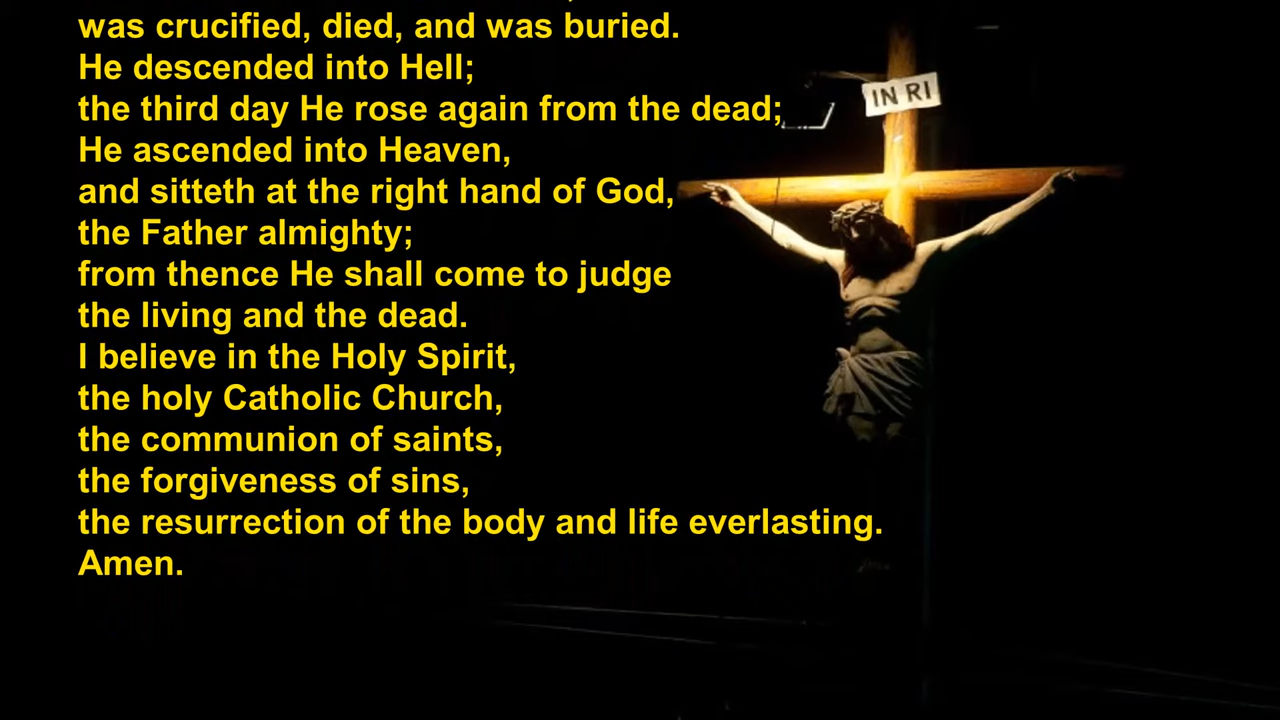 was crucified, died, and was buried.
He descended into Hell;
the third day He rose again from the dead;
IN RI
He ascended into Heaven,
and sitteth at the right hand of God,
the Father almighty;
from thence He shall come to judge
the living and the dead.
I believe in the Holy Spirit,
the holy Catholic Church,
the communion of saints,
the forgiveness of sins,
the resurrection of the body and life everlasting.
Amen.